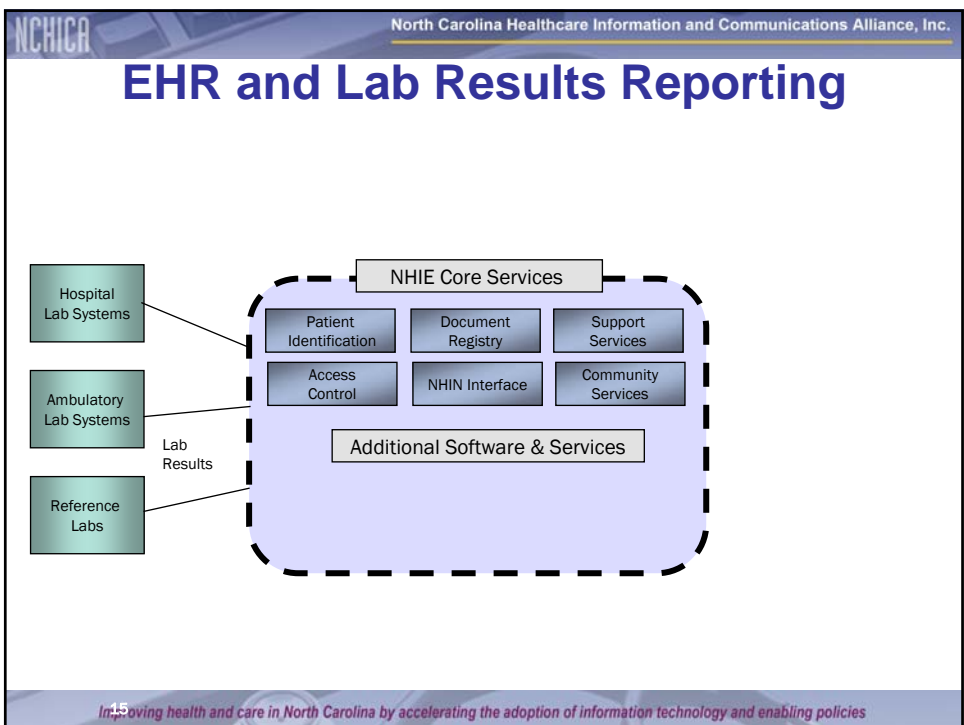 NCHICA
North Carolina Healthcare Information and Communications Alliance, Inc.
EHR and Lab Results Reporting
Hospital
Lab Systems
Ambulatory
Lab Systems
Reference
Labs
Lab
Results
NHIE Core Services
Patient
Identification
Document
Registry
Support
Services
Access
Control
NHIN Interface
Community
Services
Additional Software & Services
15
Improving health and care in North Carolina by accelerating the adoption of information technology and enabling policies